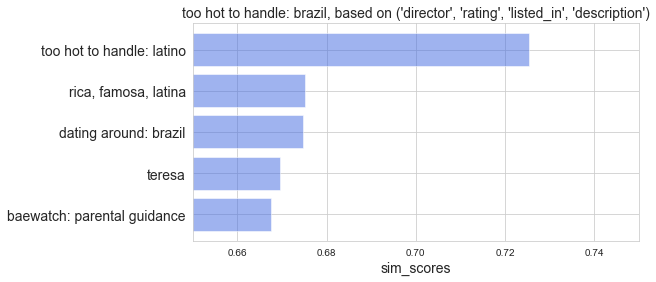 too hot to handle: brazil, based on ('director', 'rating', 'listed_in', 'description')
too hot to handle: latino
rica, famosa, latina
dating around: brazil
teresa
baewatch: parental guidance
0.66 0.68 0.70 0.72 0.74
sim_scores